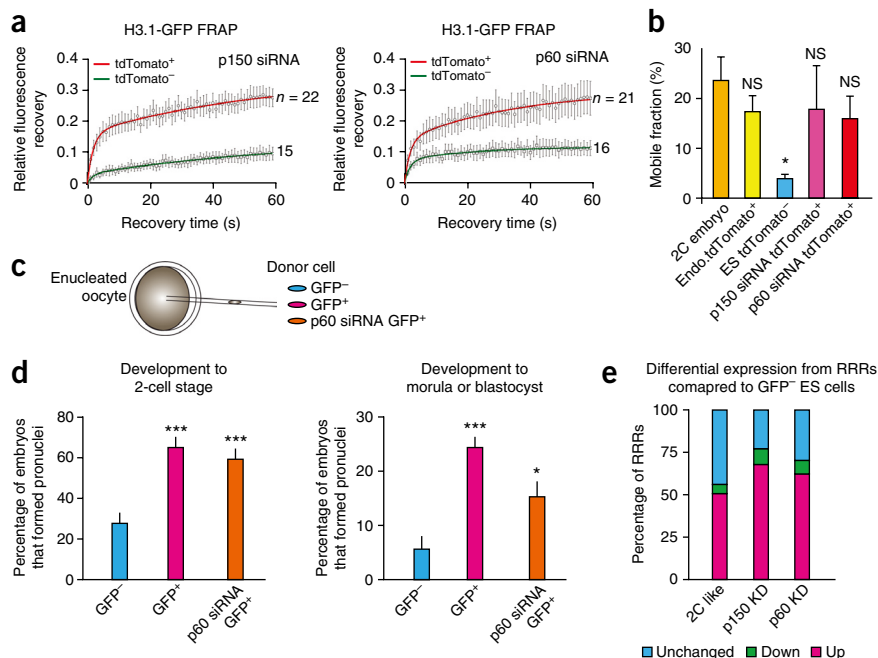 a
H3.1-GFP FRAP
Relative fluorescence
recovery
0.4
0.3
0.2
0.1
0
tdTomato+
tdTomato−
p150 siRNA
n = 22
15
0 20 40 60
Recovery time (s)
H3.1-GFP FRAP
Relative fluorescence
recovery
0.4
0.3
0.2
0.1
0
tdTomato+
tdTomato−
p60 siRNA
n = 21
16
0 20 40 60
Recovery time (s)
b
Mobile fraction (%)
30
20
10
0
NS
*
NS
NS
2C embryo
Endo.tdTomato+
ES tdTomato−
p150 siRNA tdTomato+
p60 siRNA tdTomato+
c
Enucleated
oocyte
Donor cell
GFP−
GFP+
p60 siRNA GFP+
d
Development to
2-cell stage
Percentage of embryos
that formed pronuclei
80
60
40
20
0
***
***
GFP−
GFP+
p60 siRNA
GFP+
Development to
morula or blastocyst
Percentage of embryos
that formed pronuclei
30
20
10
0
***
*
GFP−
GFP+
p60 siRNA
GFP+
e
Differential expression from RRRs
comapred to GFP− ES cells
Percentage of RRRs
100
75
50
25
0
2C like
p150 KD
p60 KD
Unchanged Down Up